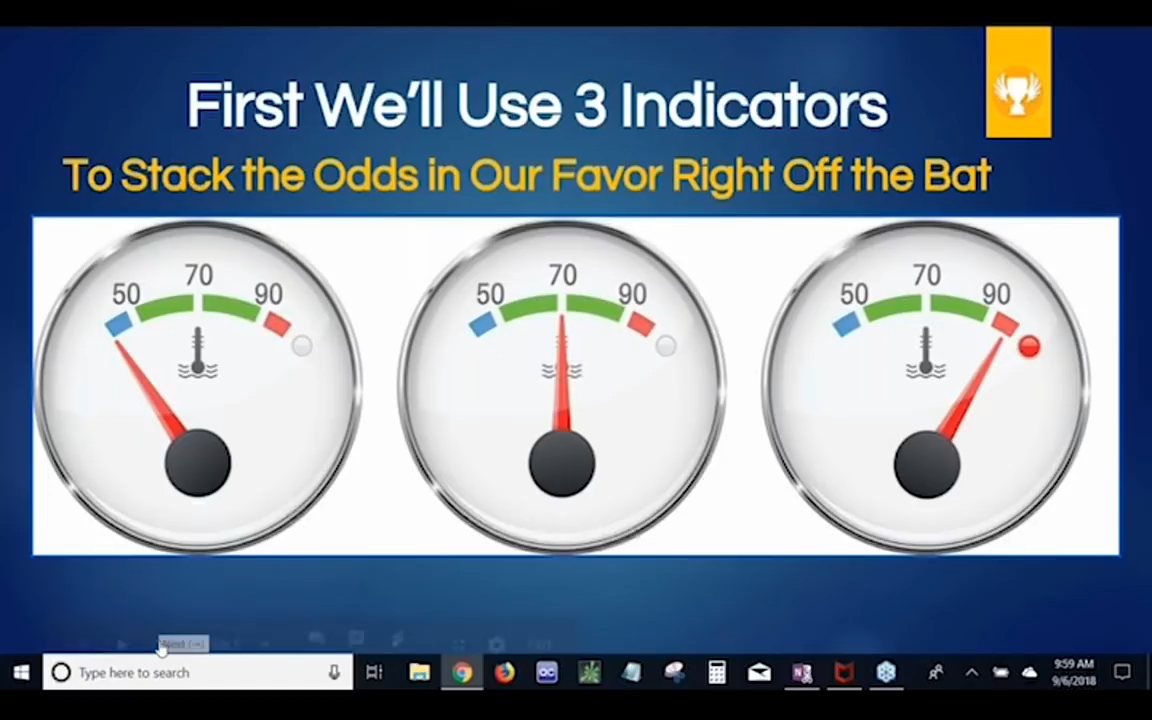 First We'll Use 3 Indicators
To Stack the Odds in Our Favor Right Off the Bat
50 70 90
50 70 90
50 70 90
Type here to search
9:59 AM
9/6/2018